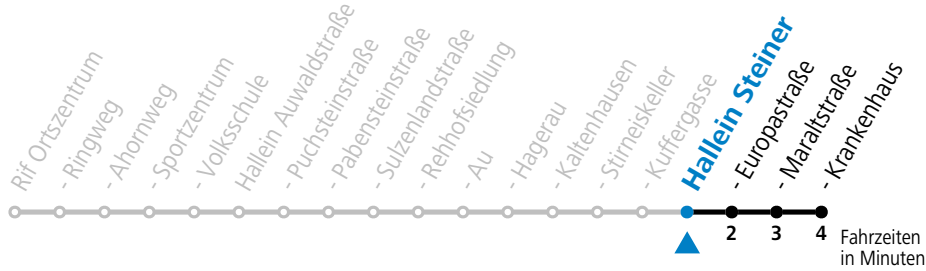 Rif Ortszentrum
- Ringweg
- Ahornweg
- Sportzentrum
- Volksschule
Hallein Auwaldstraße
- Puchsteinstraße
- Pabensteinstraße
- Sulzenlandstraße
- Rehhofsiedlung
- Au
- Hagerau
- Kaltenhausen
- Stirneiskeller
- Kuffergasse
Hallein Steiner
- Europastraße
- Maraltstraße
- Krankenhaus
2 3 4 Fahrzeiten
in Minuten